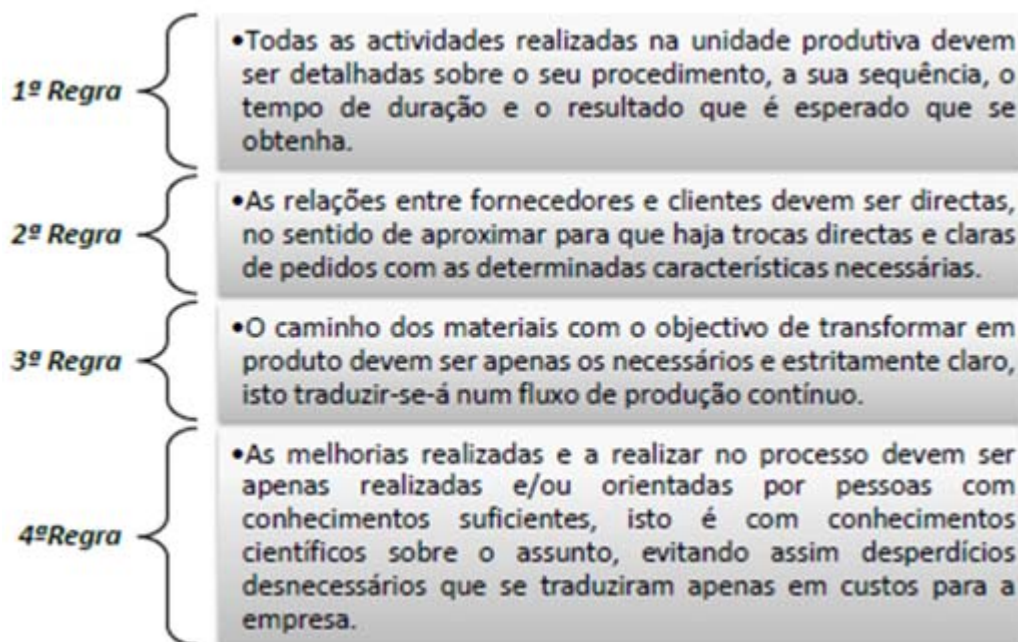 1ª Regra
•Todas as actividades realizadas na unidade produtiva devem
ser detalhadas sobre o seu procedimento, a sua sequência, o
tempo de duração e o resultado que é esperado que se
obtenha.
2ª Regra
•As relações entre fornecedores e clientes devem ser directas,
no sentido de aproximar para que haja trocas directas e claras
de pedidos com as determinadas características necessárias.
3ª Regra
•O caminho dos materiais com o objectivo de transformar em
produto devem ser apenas os necessários e estritamente claro,
isto traduzir-se-á num fluxo de produção contínuo.
4ªRegra
•As melhorias realizadas e a realizar no processo devem ser
apenas realizadas e/ou orientadas por pessoas com
conhecimentos suficientes, isto é com conhecimentos
científicos sobre o assunto, evitando assim desperdícios
desnecessários que se traduziram apenas em custos para a
empresa.